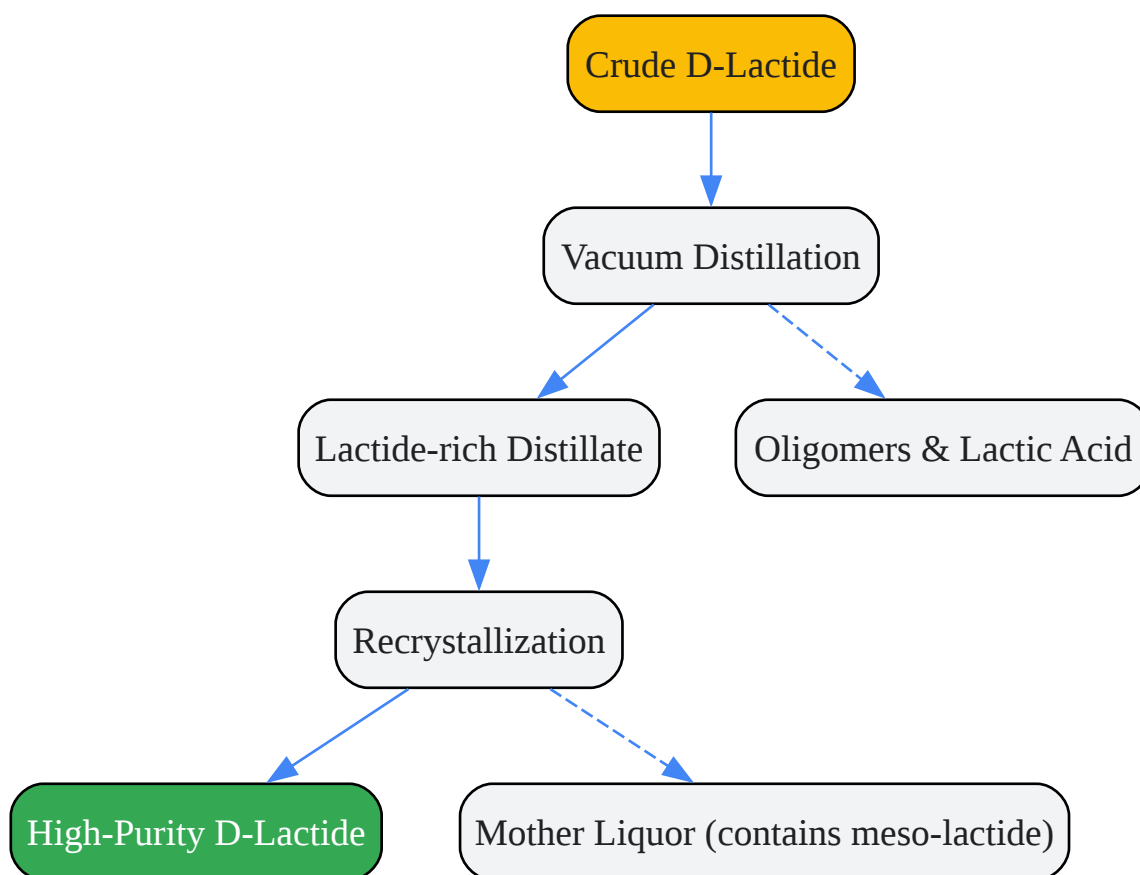 Crude D-Lactide
Vacuum Distillation
Lactide-rich Distillate
Oligomers & Lactic Acid
Recrystallization
High-Purity D-Lactide
Mother Liquor (contains meso-lactide)